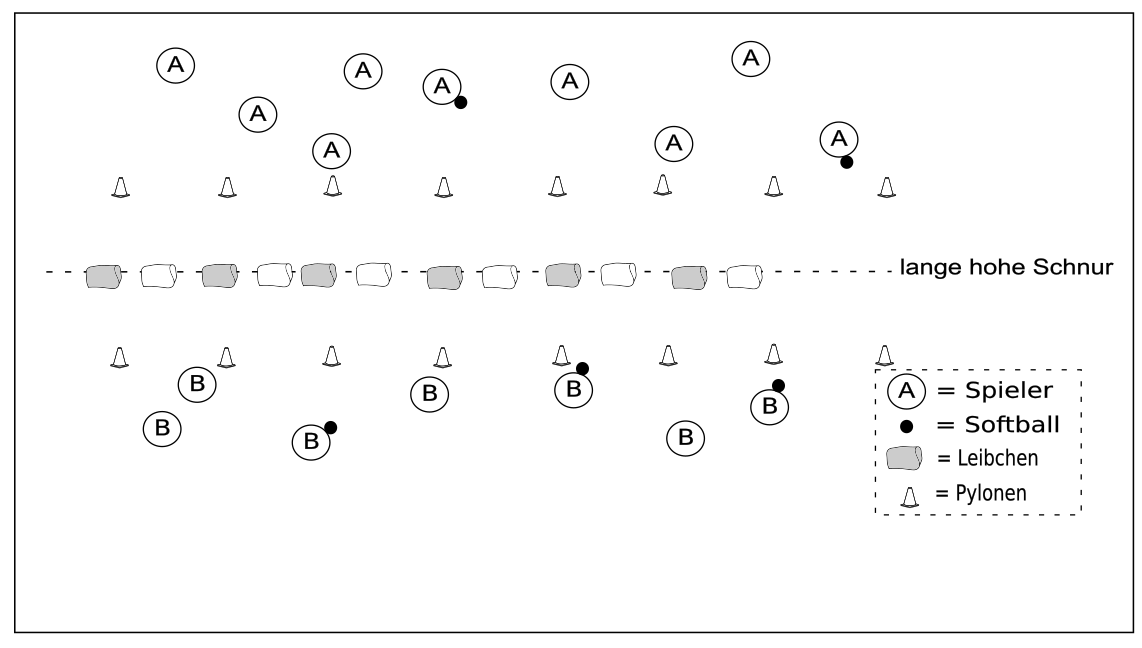 A
A
A
A
A
A
A
A
A
lange hohe Schnur
B
B
B
B
B
B
B
A = Spieler
= Softball
= Leibchen
= Pylonen